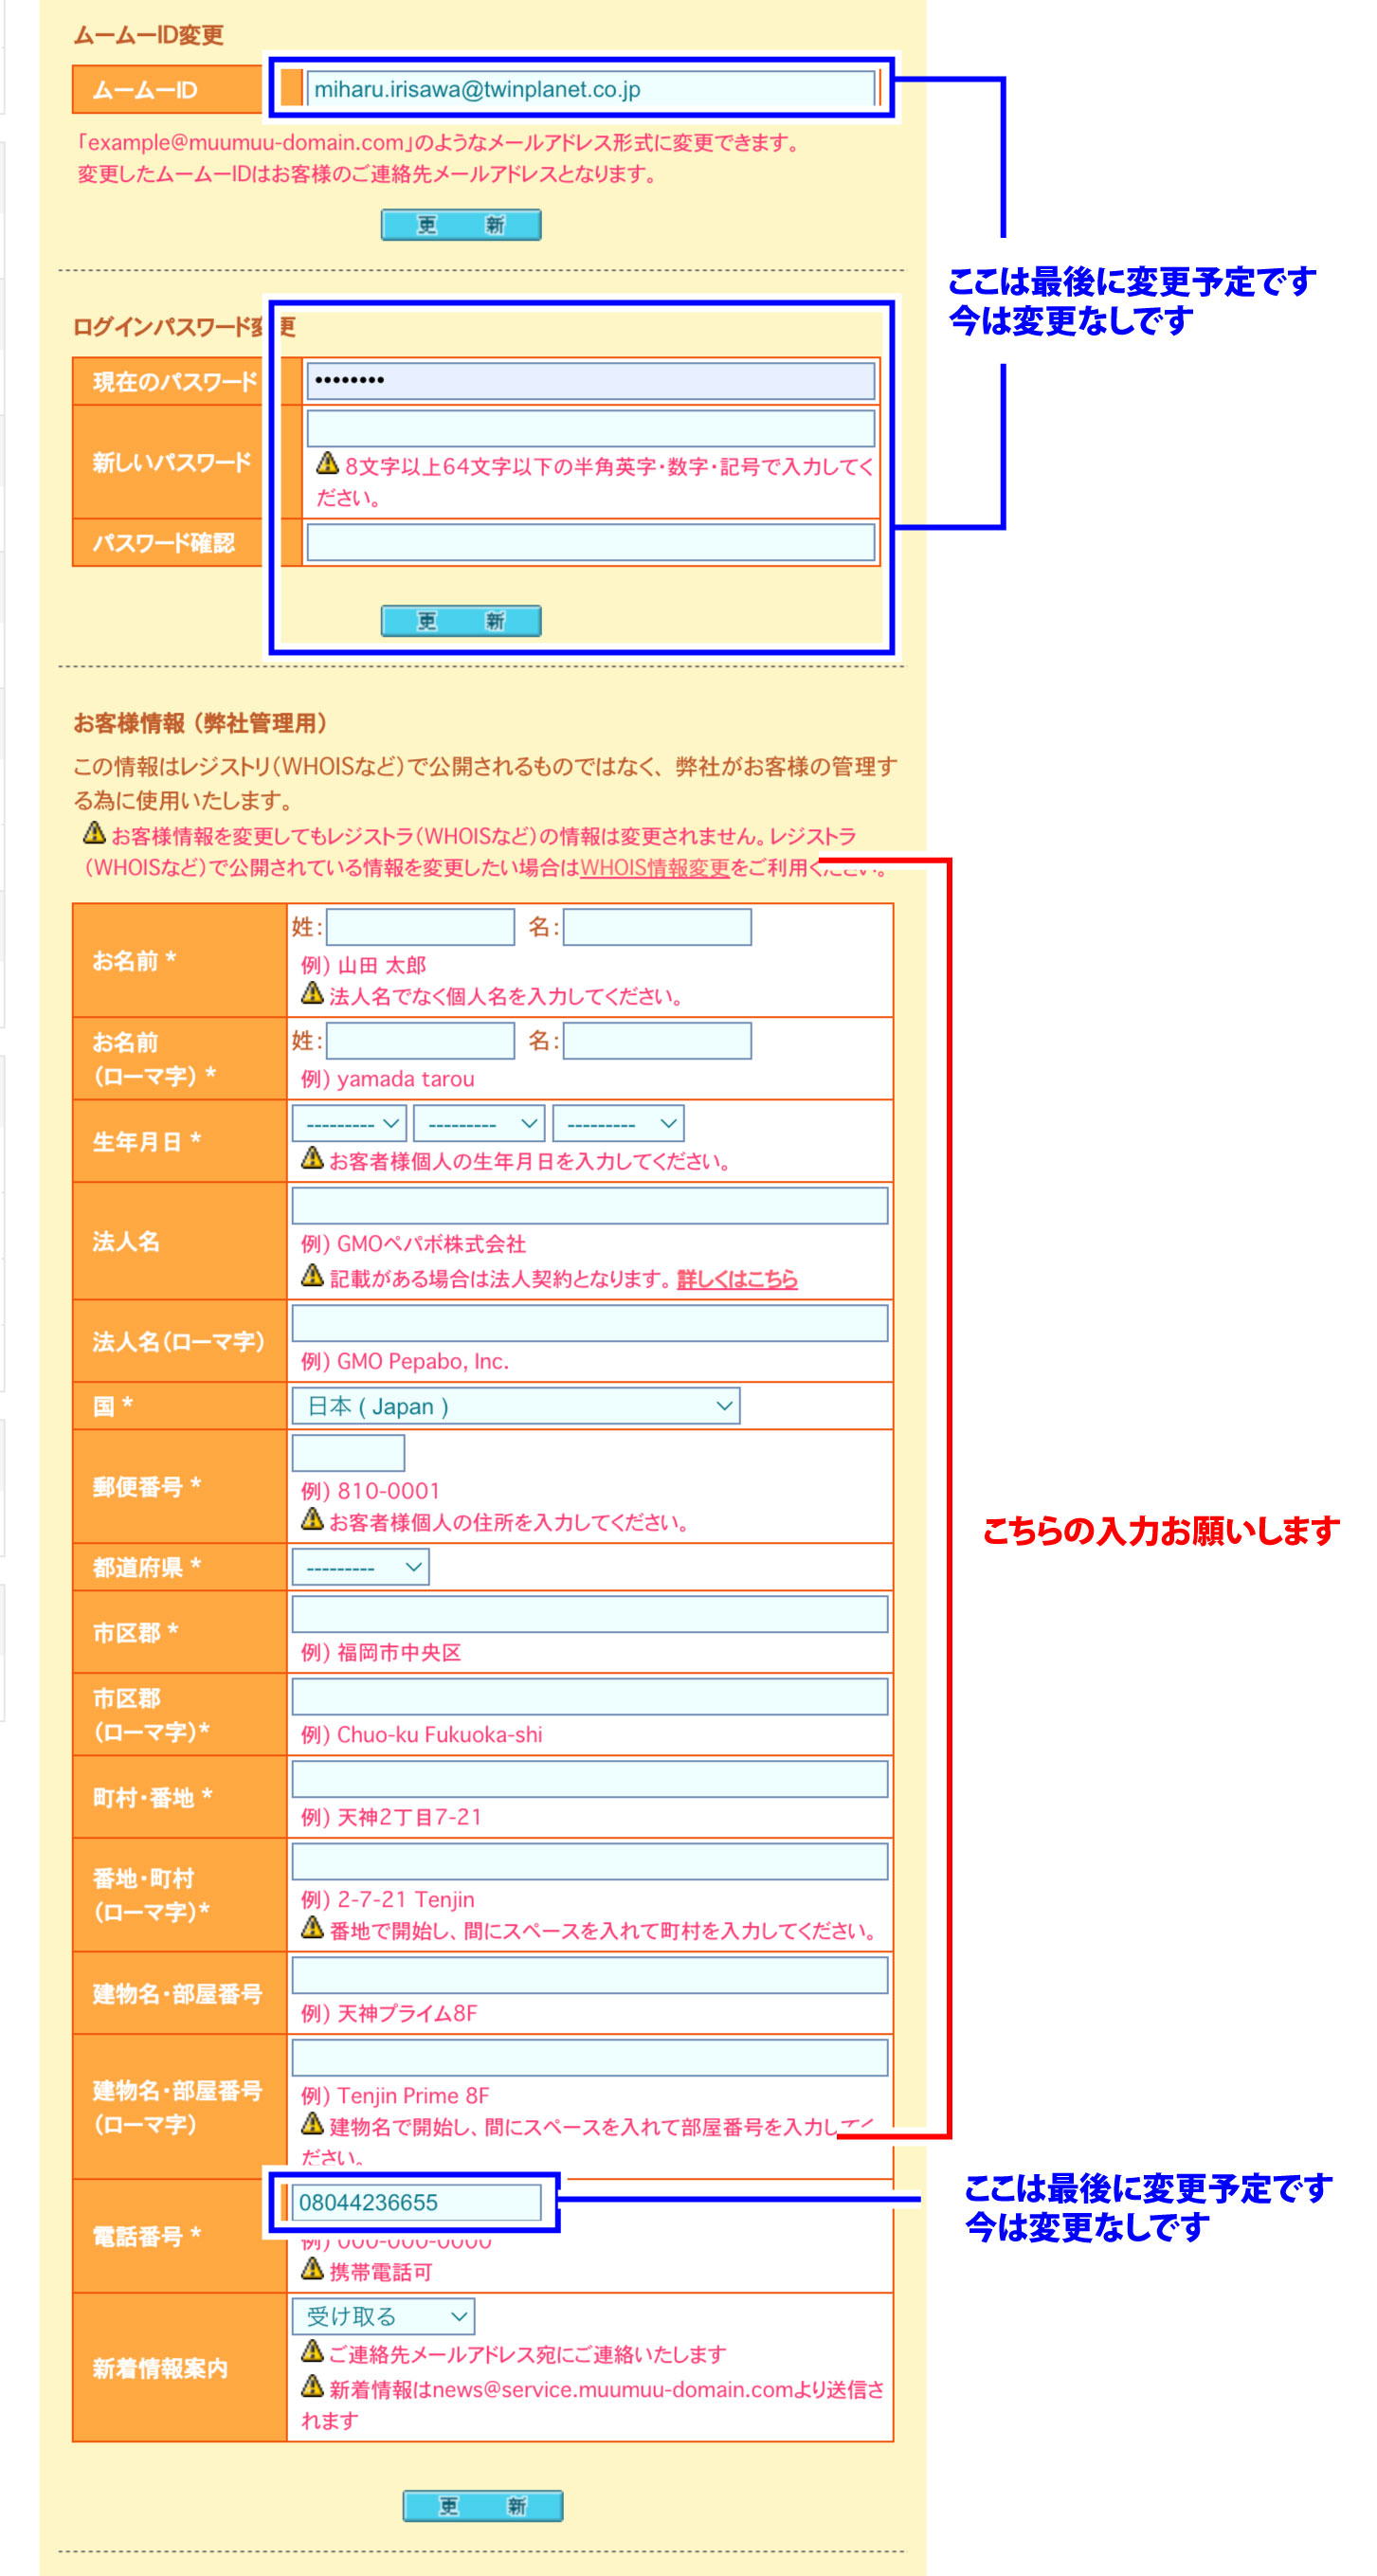 ムームーID変更
ムームーID
miharu.irisawa@twinplanet.co.jp
「example@muumuu-domain.com」のようなメールアドレス形式に変更できます。
変更したムームーIDはお客様のご連絡先メールアドレスとなります。
更 新
ここは最後に変更予定です
今は変更なしです
ログインパスワード変更
現在のパスワード
••••••••
新しいパスワード
8文字以上64文字以下の半角英字・数字・記号で入力してく
ださい。
パスワード確認
更 新
お客様情報（弊社管理用）
この情報はレジストリ（WHOISなど）で公開されるものではなく、弊社がお客様の管理す
る為に使用いたします。
お客様情報を変更してもレジストラ（WHOISなど）の情報は変更されません。レジストラ
（WHOISなど）で公開されている情報を変更したい場合はWHOIS情報変更をご利用ください。
お名前 *
姓： 名：
例）山田 太郎
法人名でなく個人名を入力してください。
お名前
（ローマ字）*
姓： 名：
例）yamada tarou
生年月日 *
--------- --------- ---------
お客者様個人の生年月日を入力してください。
法人名
例）GMOペパボ株式会社
記載がある場合は法人契約となります。詳しくはこちら
法人名（ローマ字）
例）GMO Pepabo, Inc.
国 *
日本 ( Japan )
郵便番号 *
例）810-0001
お客者様個人の住所を入力してください。
こちらの入力お願いします
都道府県 *
---------
市区郡 *
例）福岡市中央区
市区郡
（ローマ字）*
例）Chuo-ku Fukuoka-shi
町村・番地 *
例）天神2丁目7-21
番地・町村
（ローマ字）*
例）2-7-21 Tenjin
番地で開始し、間にスペースを入れて町村を入力してください。
建物名・部屋番号
例）天神プライム8F
建物名・部屋番号
（ローマ字）
例）Tenjin Prime 8F
建物名で開始し、間にスペースを入れて部屋番号を入力してく
ださい。
電話番号 *
08044236655
例）000-000-0000
携帯電話可
ここは最後に変更予定です
今は変更なしです
新着情報案内
受け取る
ご連絡先メールアドレス宛にご連絡いたします
新着情報はnews@service.muumuu-domain.comより送信さ
れます
更 新